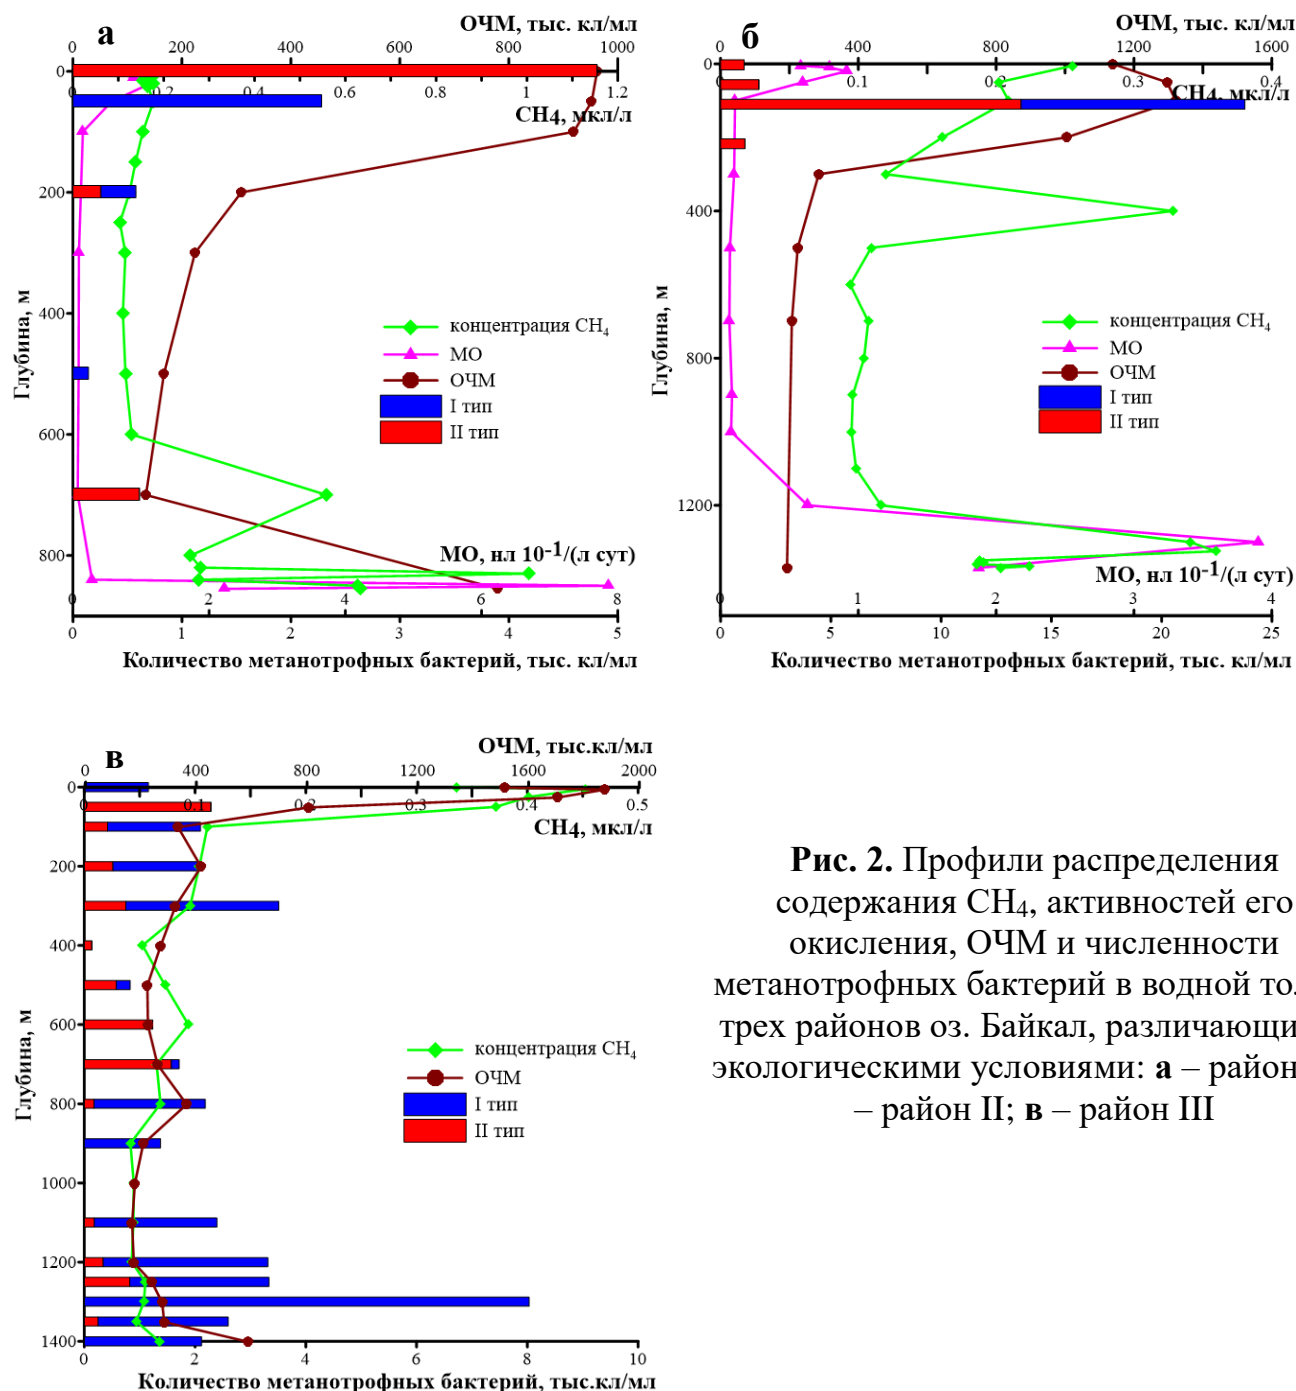 а
ОЧМ, тыс. кл/мл
0 200 400 600 800 1000
0 0.2 0.4 0.6 0.8 1 1.2
CH4, мкл/л
0
200
400
600
800
Глубина, м
концентрация CH₄
МО
ОЧМ
I тип
II тип
МО, нл 10⁻¹/(л сут)
0 2 4 6 8
0 1 2 3 4 5
Количество метанотрофных бактерий, тыс. кл/мл
б
ОЧМ, тыс. кл/мл
0 400 800 1200 1600
0 0.1 0.2 0.3 0.4
CH4, мкл/л
0
400
800
1200
Глубина, м
концентрация CH₄
МО
ОЧМ
I тип
II тип
МО, нл 10⁻¹/(л сут)
0 1 2 3 4
0 5 10 15 20 25
Количество метанотрофных бактерий, тыс. кл/мл
в
ОЧМ, тыс.кл/мл
0 400 800 1200 1600 2000
0 0.1 0.2 0.4 0.5
CH4, мкл/л
0
200
400
600
800
1000
1200
1400
Глубина, м
концентрация CH₄
ОЧМ
I тип
II тип
0 2 4 6 8 10
Количество метанотрофных бактерий, тыс.кл/мл
Рис. 2. Профили распределения
содержания CH₄, активностей его
окисления, ОЧМ и численности
метанотрофных бактерий в водной тол
трех районов оз. Байкал, различающи
экологическими условиями: а – район
– район II; в – район III